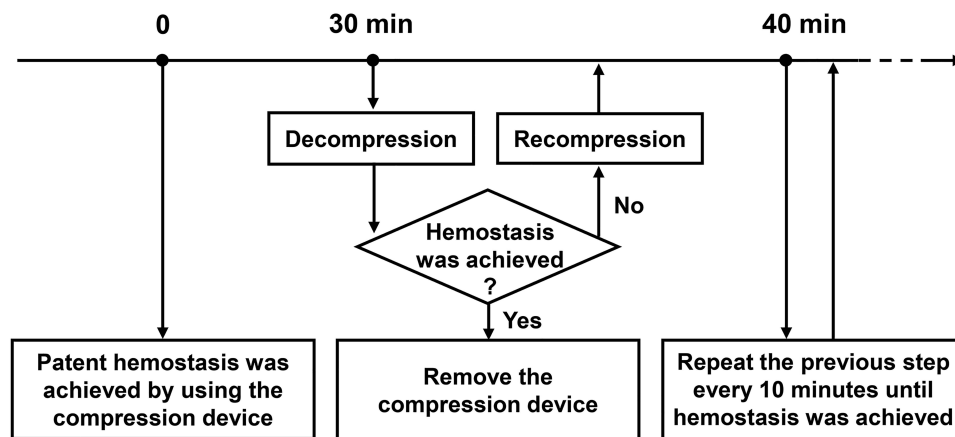 0
30 min
40 min
Decompression
Recompression
No
Hemostasis
was achieved
?
Yes
Patent hemostasis was
achieved by using the
compression device
Remove the
compression device
Repeat the previous step
every 10 minutes until
hemostasis was achieved